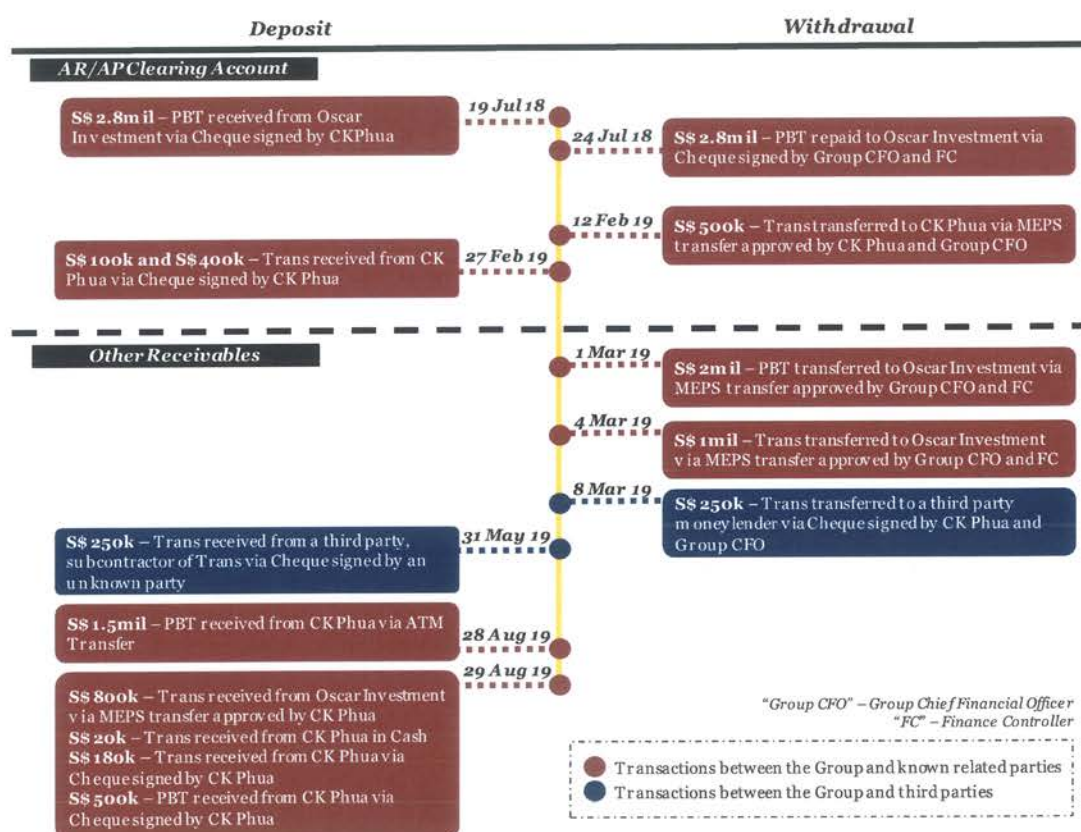 Deposit
Withdrawal
AR/AP Clearing Account
19 Jul 18
S$ 2.8mil – PBT received from Oscar
Investment via Cheque signed by CK Phua
24 Jul 18
S$ 2.8mil – PBT repaid to Oscar Investment via
Cheque signed by Group CFO and FC
12 Feb 19
S$ 500k – Trans transferred to CK Phua via MEPS
transfer approved by CK Phua and Group CFO
27 Feb 19
S$ 100k and S$ 400k – Trans received from CK
Phua via Cheque signed by CK Phua
Other Receivables
1 Mar 19
S$ 2mil – PBT transferred to Oscar Investment via
MEPS transfer approved by Group CFO and FC
4 Mar 19
S$ 1mil – Trans transferred to Oscar Investment
via MEPS transfer approved by Group CFO and FC
8 Mar 19
S$ 250k – Trans transferred to a third party
moneylender via Cheque signed by CK Phua and
Group CFO
31 May 19
S$ 250k – Trans received from a third party,
subcontractor of Trans via Cheque signed by an
unknown party
S$ 1.5mil – PBT received from CK Phua via ATM
Transfer
28 Aug 19
29 Aug 19
S$ 800k – Trans received from Oscar Investment
via MEPS transfer approved by CK Phua
S$ 20k – Trans received from CK Phua in Cash
S$ 180k – Trans received from CK Phua via
Cheque signed by CK Phua
S$ 500k – PBT received from CK Phua via
Cheque signed by CK Phua
"Group CFO" – Group Chief Financial Officer
"FC" – Finance Controller
Transactions between the Group and known related parties
Transactions between the Group and third parties